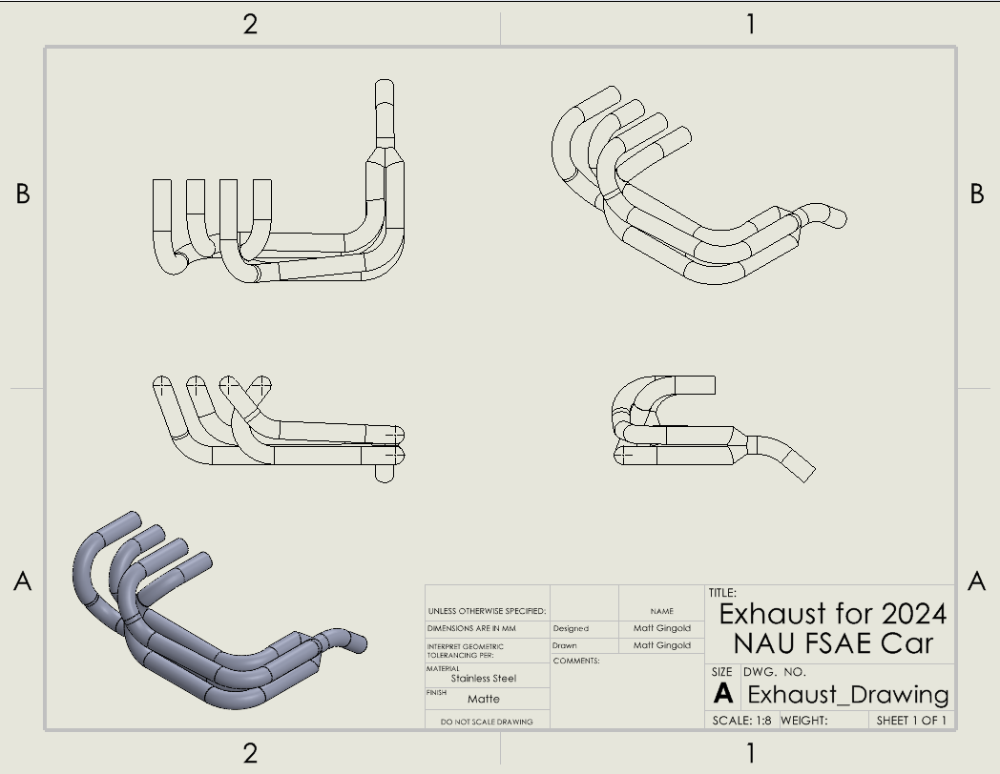 2 1
B B
A A
UNLESS OTHERWISE SPECIFIED:
NAME
DIMENSIONS ARE IN MM
Designed Matt Gingold
INTERPRET GEOMETRIC
TOLERANCING PER:
Drawn Matt Gingold
MATERIAL
Stainless Steel
COMMENTS:
FINISH
Matte
DO NOT SCALE DRAWING
TITLE:
Exhaust for 2024
NAU FSAE Car
SIZE DWG. NO.
A Exhaust_Drawing
SCALE: 1:8 WEIGHT: SHEET 1 OF 1
2 1